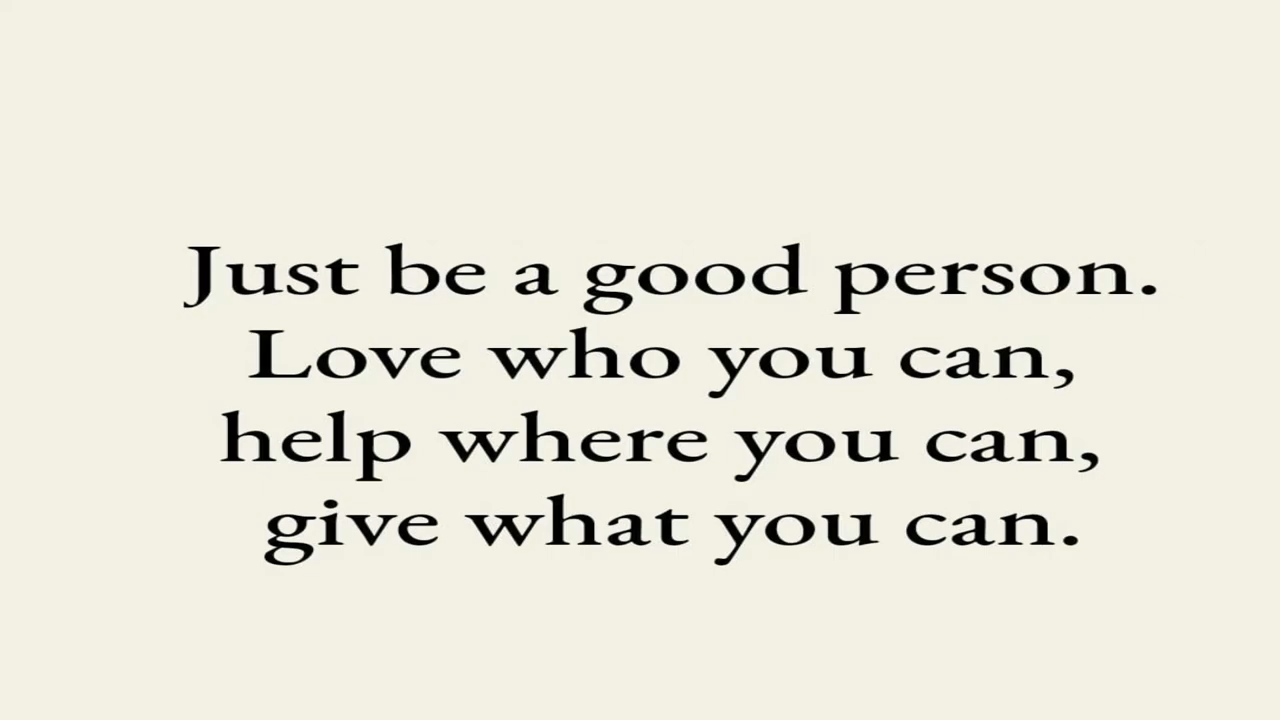 Just be a good person.
Love who you can,
help where you can,
give what you can.